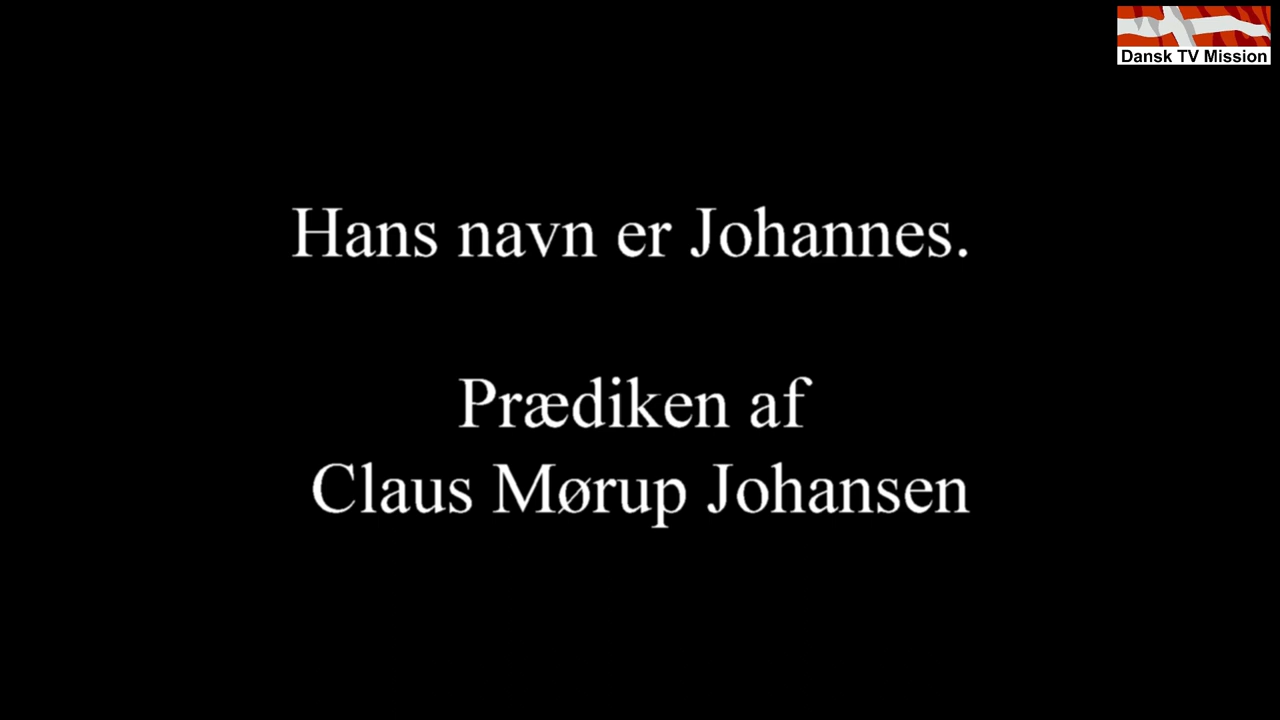 Dansk TV Mission
Hans navn er Johannes.
Prædiken af
Claus Mørup Johansen